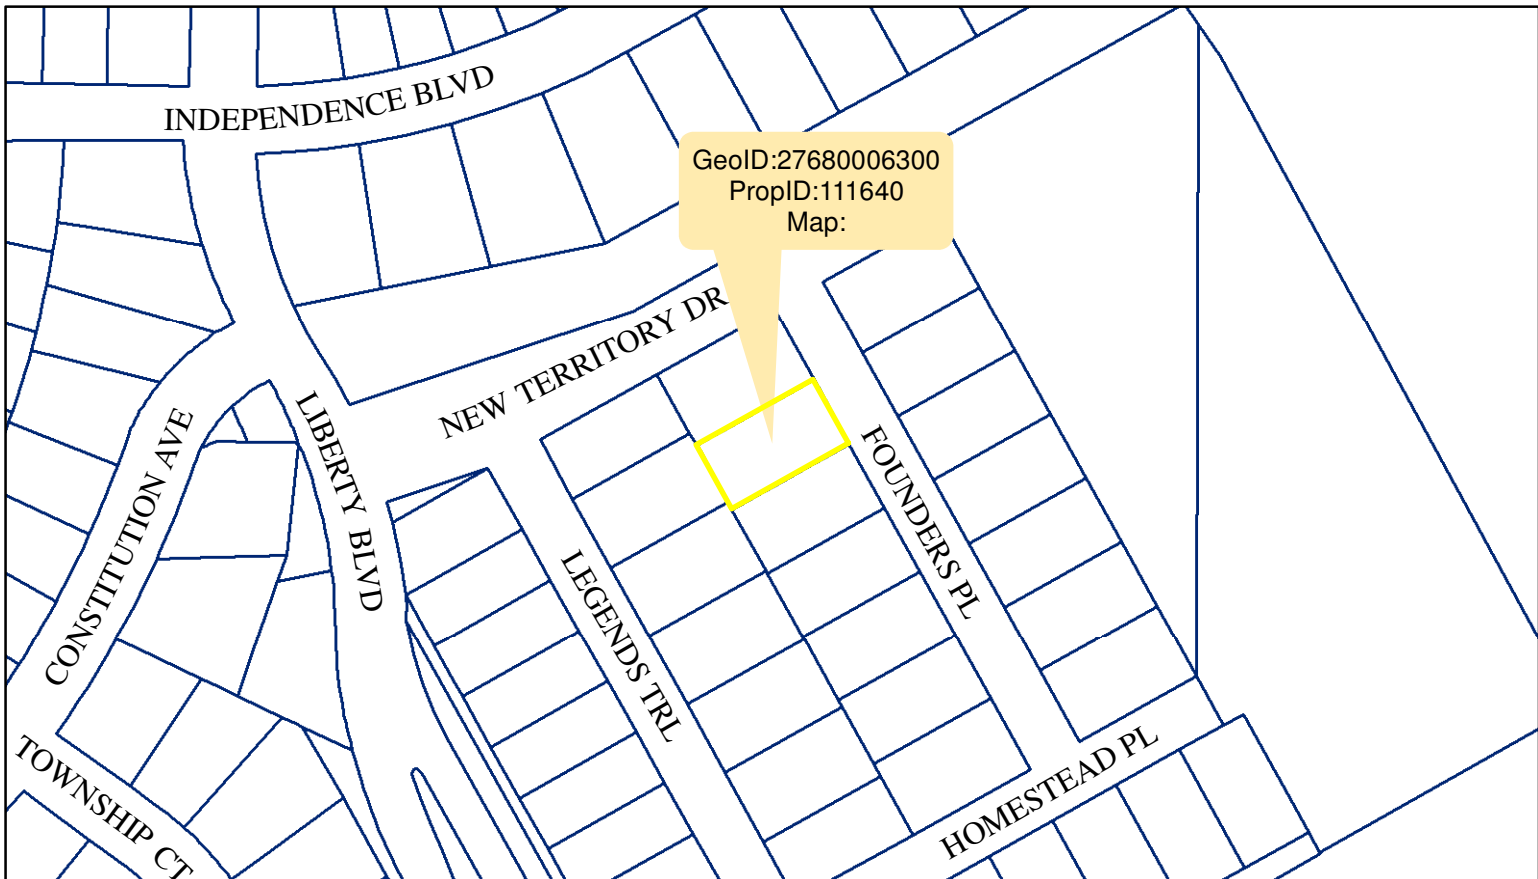 INDEPENDENCE BLVD
GeoID:27680006300
PropID:111640
Map:
NEW TERRITORY DR
LIBERTY BLVD
CONSTITUTION AVE
FOUNDERS PL
LEGENDS TRL
HOMESTEAD PL
TOWNSHIP CT